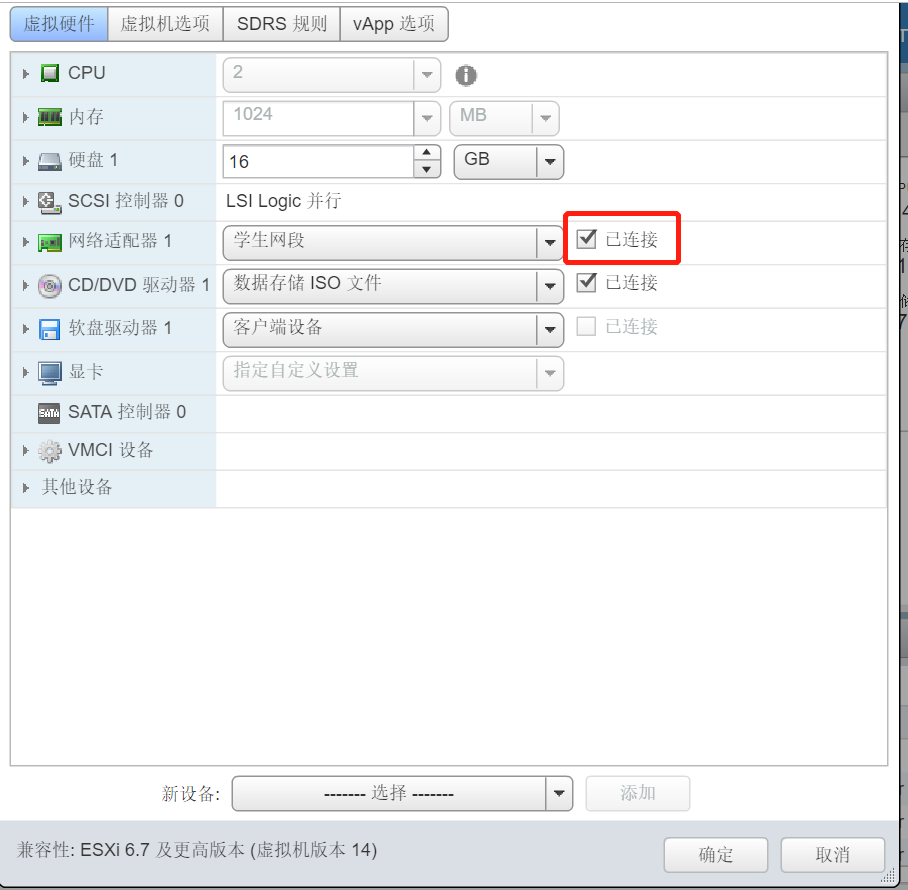 虚拟硬件 虚拟机选项 SDRS 规则 vApp 选项
CPU 2
内存 1024 MB
硬盘 1 16 GB
SCSI 控制器 0 LSI Logic 并行
网络适配器 1 学生网段 已连接
CD/DVD 驱动器 1 数据存储 ISO 文件 已连接
软盘驱动器 1 客户端设备 已连接
显卡 指定自定义设置
SATA SATA 控制器 0
VMCI 设备
其他设备
新设备: ------- 选择 ------- 添加
兼容性: ESXi 6.7 及更高版本 (虚拟机版本 14) 确定 取消